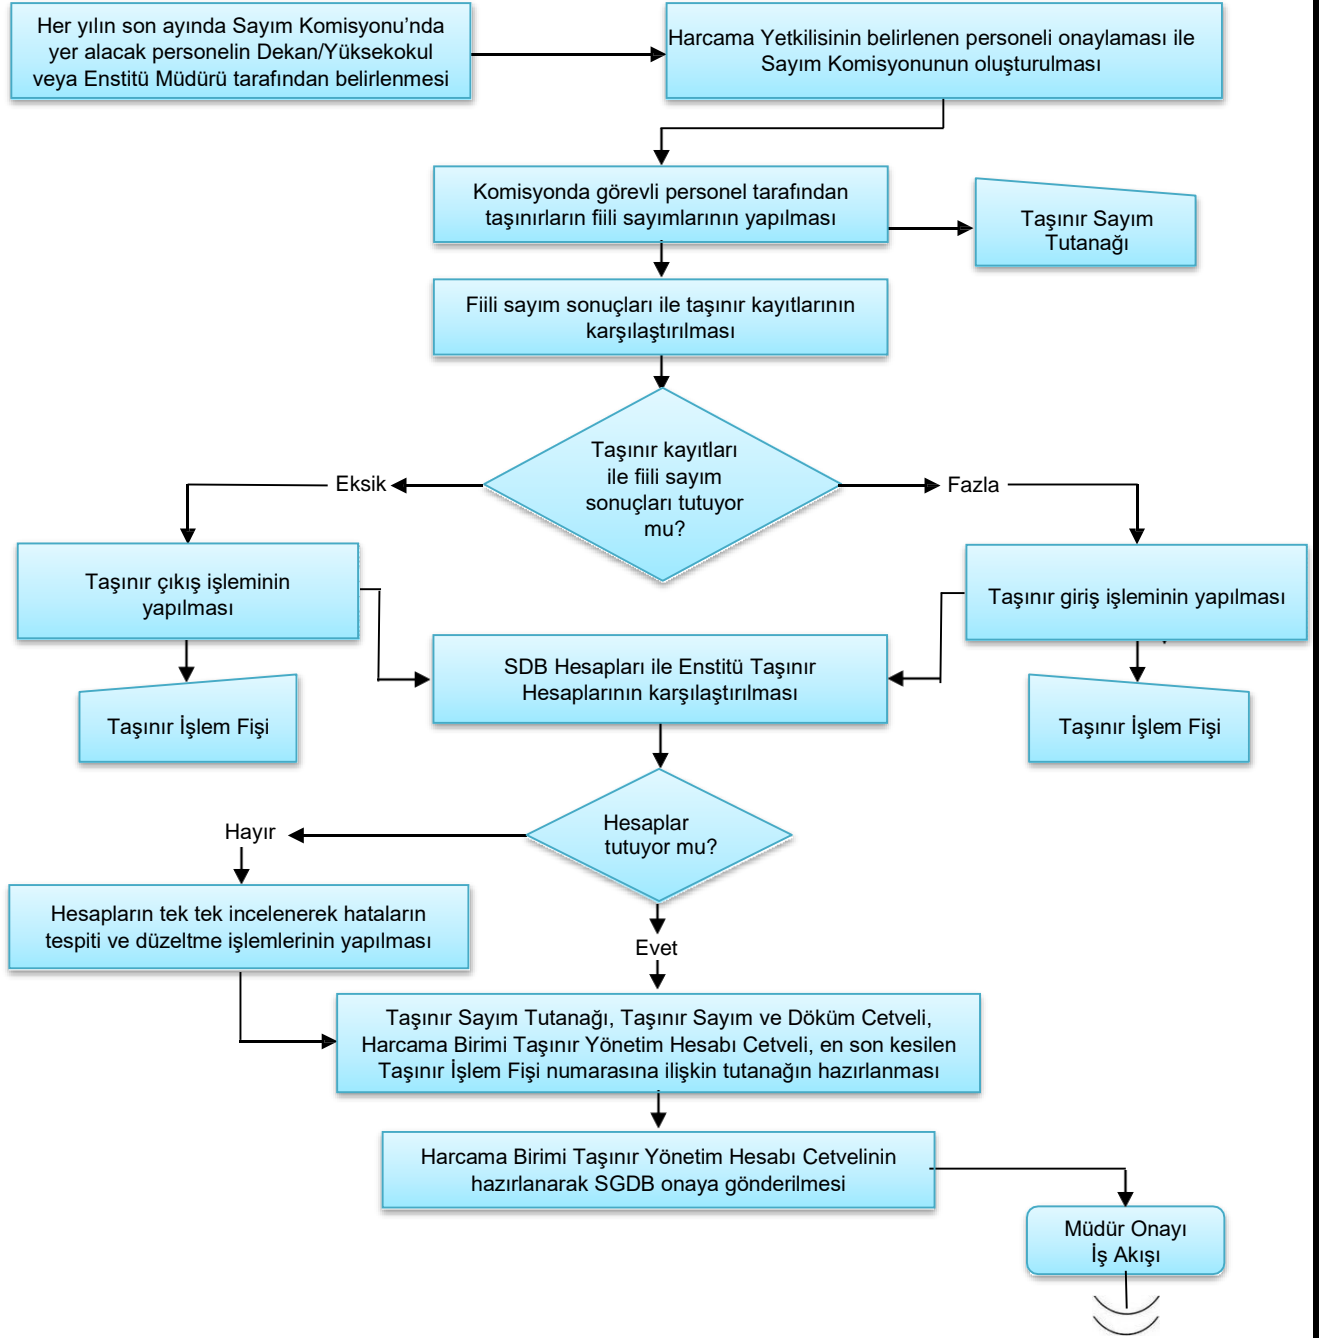 Her yılın son ayında Sayım Komisyonu’nda
yer alacak personelin Dekan/Yüksekokul
veya Enstitü Müdürü tarafından belirlenmesi
Harcama Yetkilisinin belirlenen personeli onaylaması ile
Sayım Komisyonunun oluşturulması
Komisyonda görevli personel tarafından
taşınırların fiili sayımlarının yapılması
Taşınır Sayım
Tutanağı
Fiili sayım sonuçları ile taşınır kayıtlarının
karşılaştırılması
Taşınır kayıtları
ile fiili sayım
sonuçları tutuyor
mu?
Eksik
Fazla
Taşınır çıkış işleminin
yapılması
Taşınır giriş işleminin yapılması
SDB Hesapları ile Enstitü Taşınır
Hesaplarının karşılaştırılması
Taşınır İşlem Fişi
Taşınır İşlem Fişi
Hesaplar
tutuyor mu?
Hayır
Hesapların tek tek incelenerek hataların
tespiti ve düzeltme işlemlerinin yapılması
Evet
Taşınır Sayım Tutanağı, Taşınır Sayım ve Döküm Cetveli,
Harcama Birimi Taşınır Yönetim Hesabı Cetveli, en son kesilen
Taşınır İşlem Fişi numarasına ilişkin tutanağın hazırlanması
Harcama Birimi Taşınır Yönetim Hesabı Cetvelinin
hazırlanarak SGDB onaya gönderilmesi
Müdür Onayı
İş Akışı